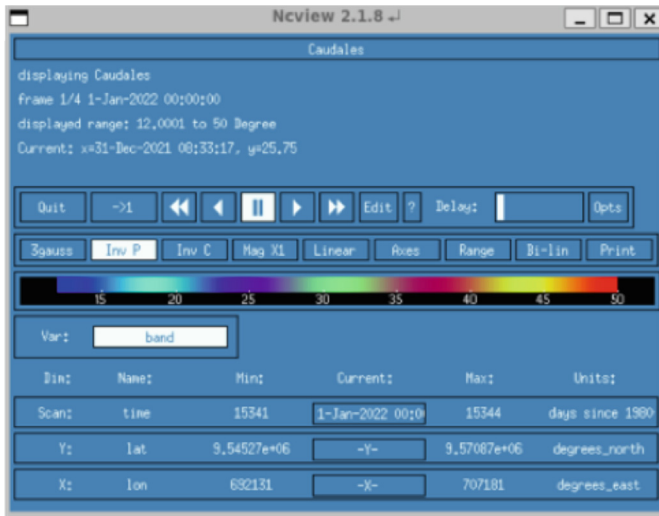 Ncview 2.1.8
Caudales
displaying Caudales
frame 1/4 1-Jan-2022 00:00:00
displayed range: 12.0001 to 50 Degree
Current: x=31-Dec-2021 08:33:17, y=25.75
Quit ->1 Edit ? Delay: Opts
3gauss Inv P Inv C Mag X1 Linear Axes Range Bi-lin Print
15 20 25 30 35 40 45 50
Var: band
Dim: Name: Min: Current: Max: Units:
Scan: time 15341 1-Jan-2022 00:0 15344 days since 1980
Y: lat 9.54527e+06 -Y- 9.57087e+06 degrees_north
X: lon 692131 -X- 707181 degrees_east